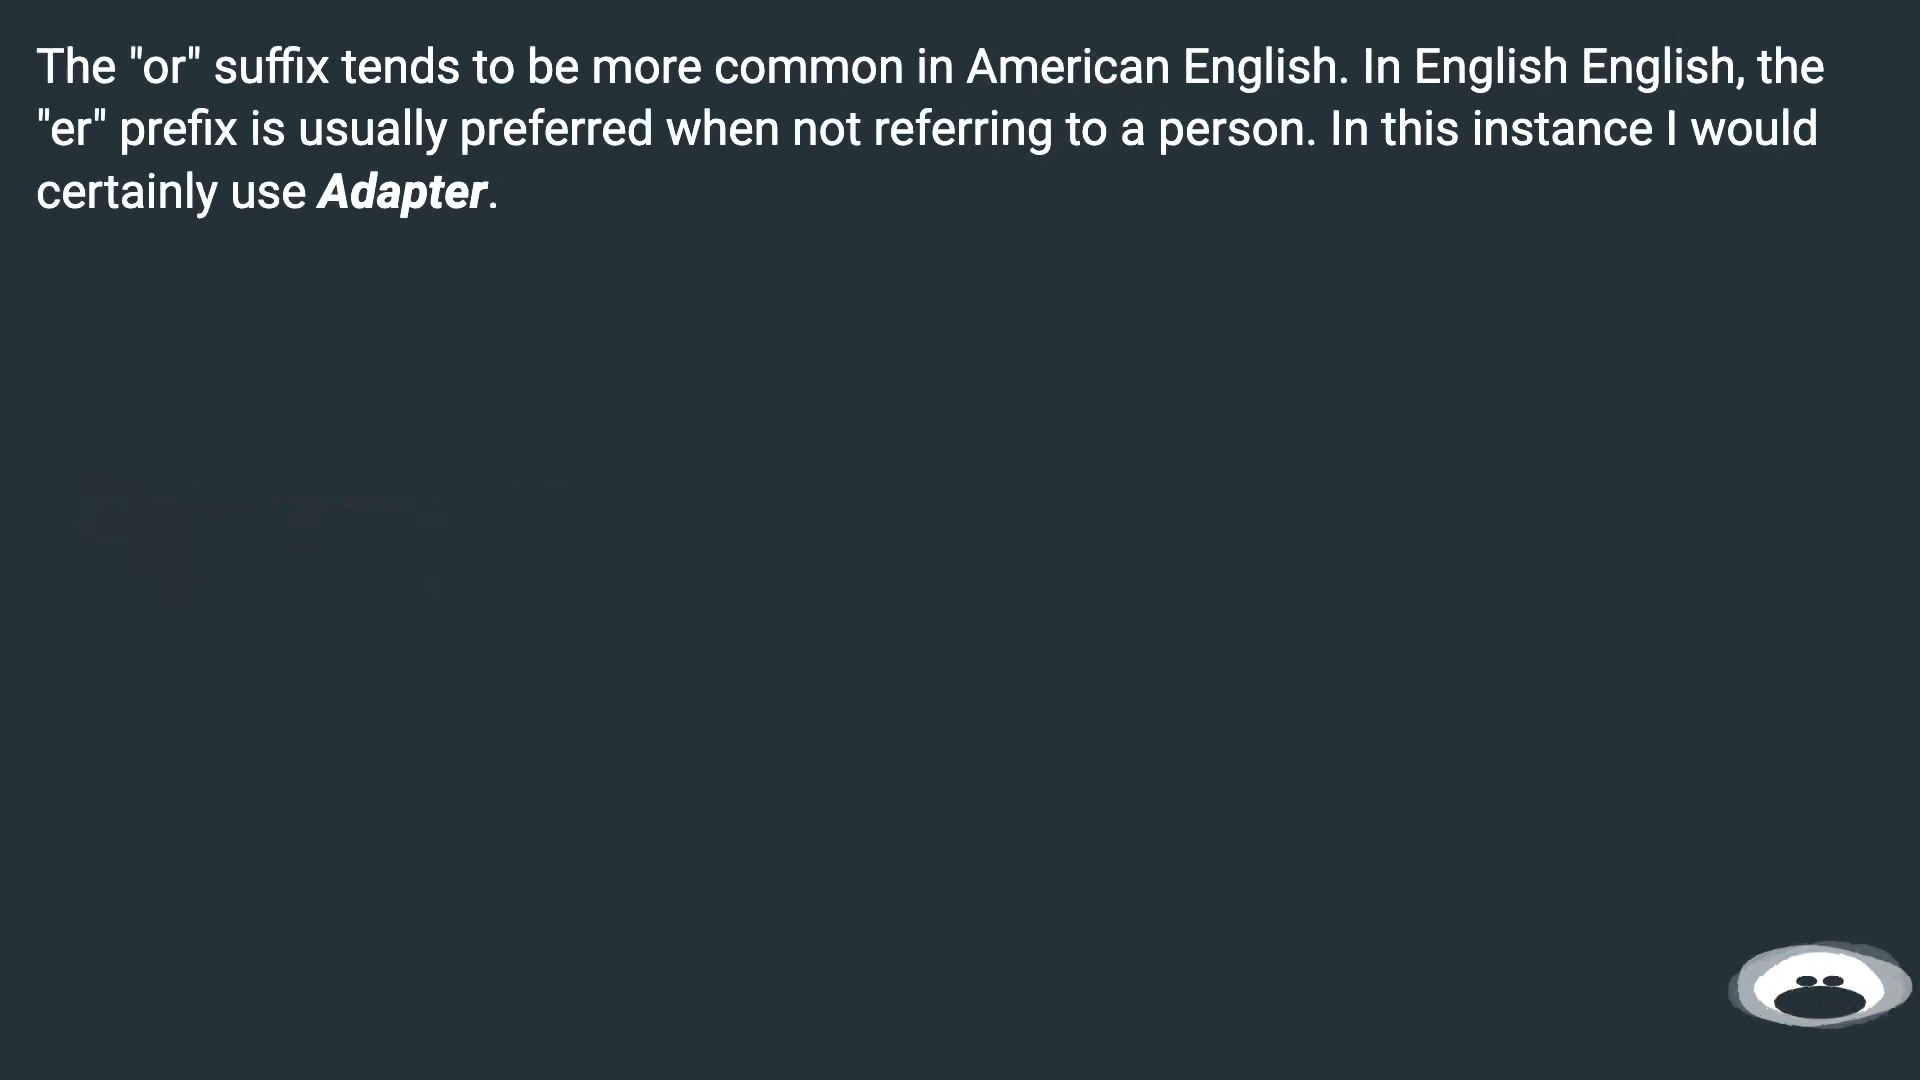 The "or" suffix tends to be more common in American English. In English English, the
"er" prefix is usually preferred when not referring to a person. In this instance I would
certainly use Adapter.